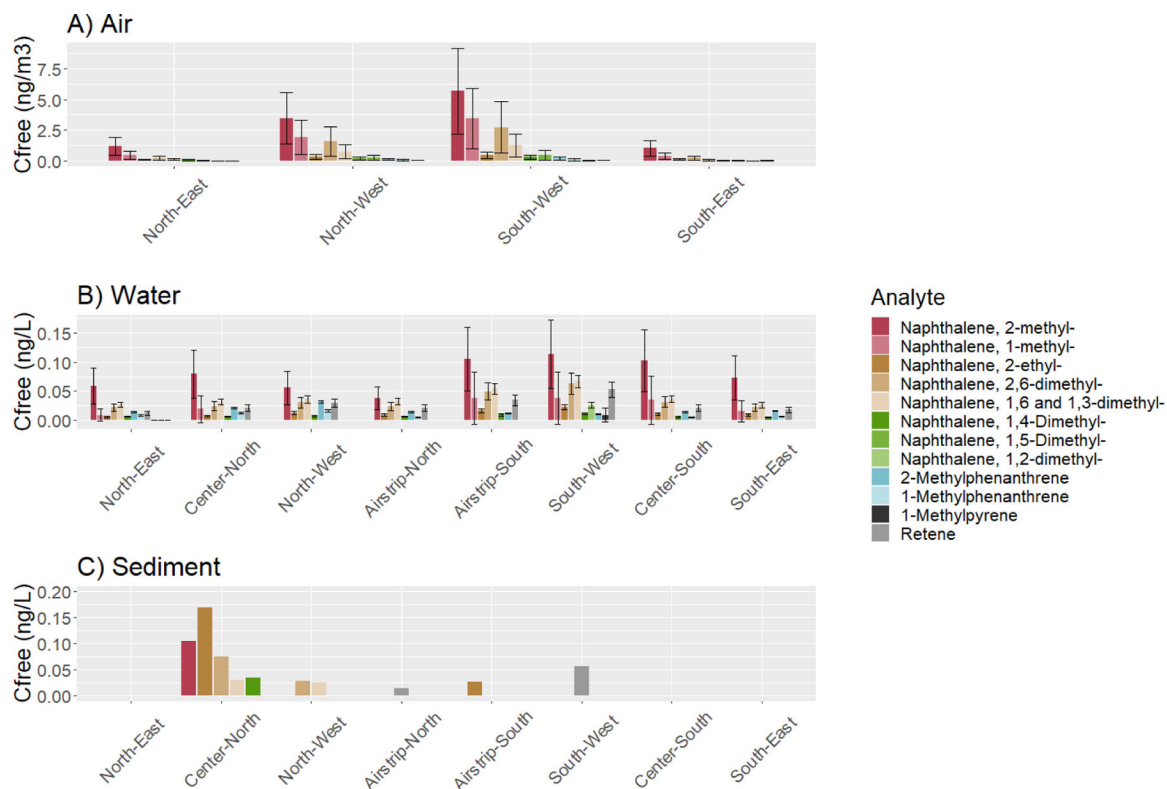 A) Air
Cfree (ng/m3)
7.5
5.0
2.5
0.0
North-East
North-West
South-West
South-East
B) Water
Cfree (ng/L)
0.15
0.10
0.05
0.00
North-East
Center-North
North-West
Airstrip-North
Airstrip-South
South-West
Center-South
South-East
Analyte
Naphthalene, 2-methyl-
Naphthalene, 1-methyl-
Naphthalene, 2-ethyl-
Naphthalene, 2,6-dimethyl-
Naphthalene, 1,6 and 1,3-dimethyl-
Naphthalene, 1,4-Dimethyl-
Naphthalene, 1,5-Dimethyl-
Naphthalene, 1,2-dimethyl-
2-Methylphenanthrene
1-Methylphenanthrene
1-Methylpyrene
Retene
C) Sediment
Cfree (ng/L)
0.20
0.15
0.10
0.05
0.00
North-East
Center-North
North-West
Airstrip-North
Airstrip-South
South-West
Center-South
South-East